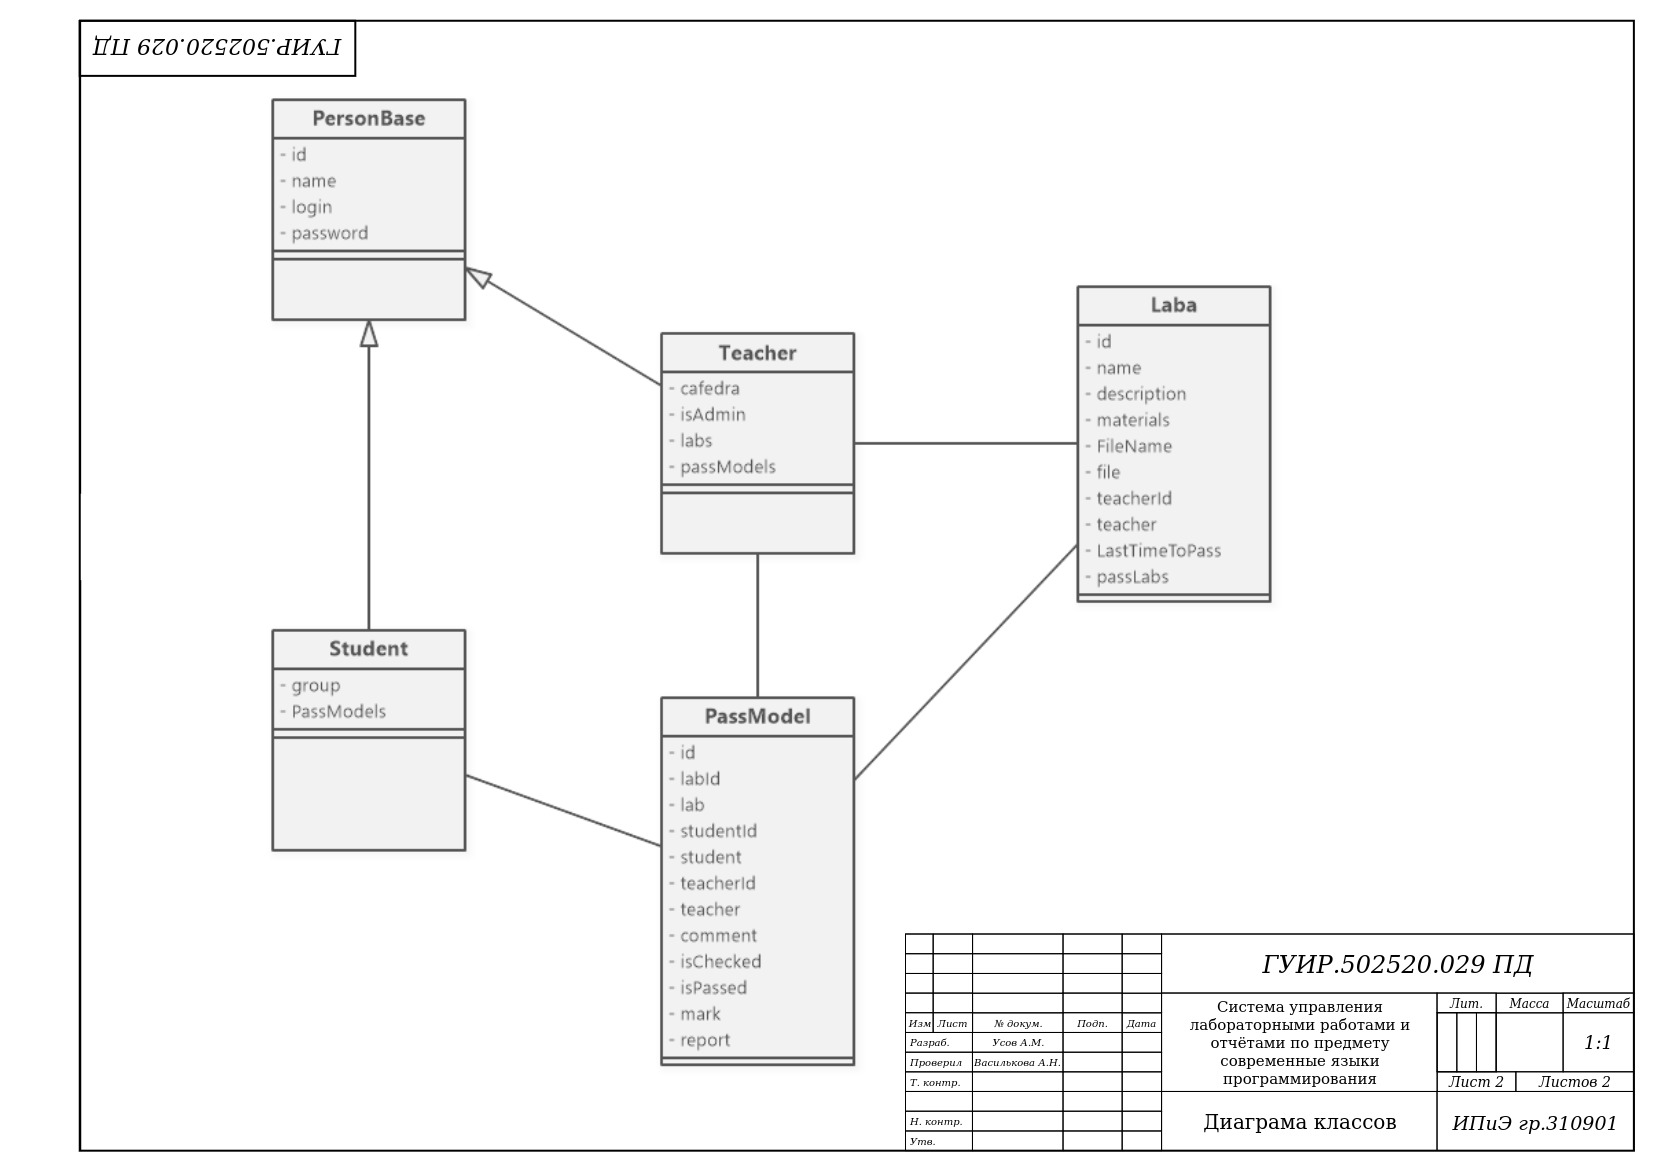 ГУИР.502520.029 ПД
PersonBase
- id
- name
- login
- password
Teacher
- cafedra
- isAdmin
- labs
- passModels
Laba
- id
- name
- description
- materials
- FileName
- file
- teacherId
- teacher
- LastTimeToPass
- passLabs
Student
- group
- PassModels
PassModel
- id
- labId
- lab
- studentId
- student
- teacherId
- teacher
- comment
- isChecked
- isPassed
- mark
- report
ГУИР.502520.029 ПД
Изм Лист № докум. Подп. Дата
Разраб. Усов А.М.
Проверил Василькова А.Н.
Т. контр.
Н. контр.
Утв.
Система управления
лабораторными работами и
отчётами по предмету
современные языки
программирования
Лит. Масса Масштаб
1:1
Лист 2 Листов 2
Диаграма классов
ИПиЭ гр.310901